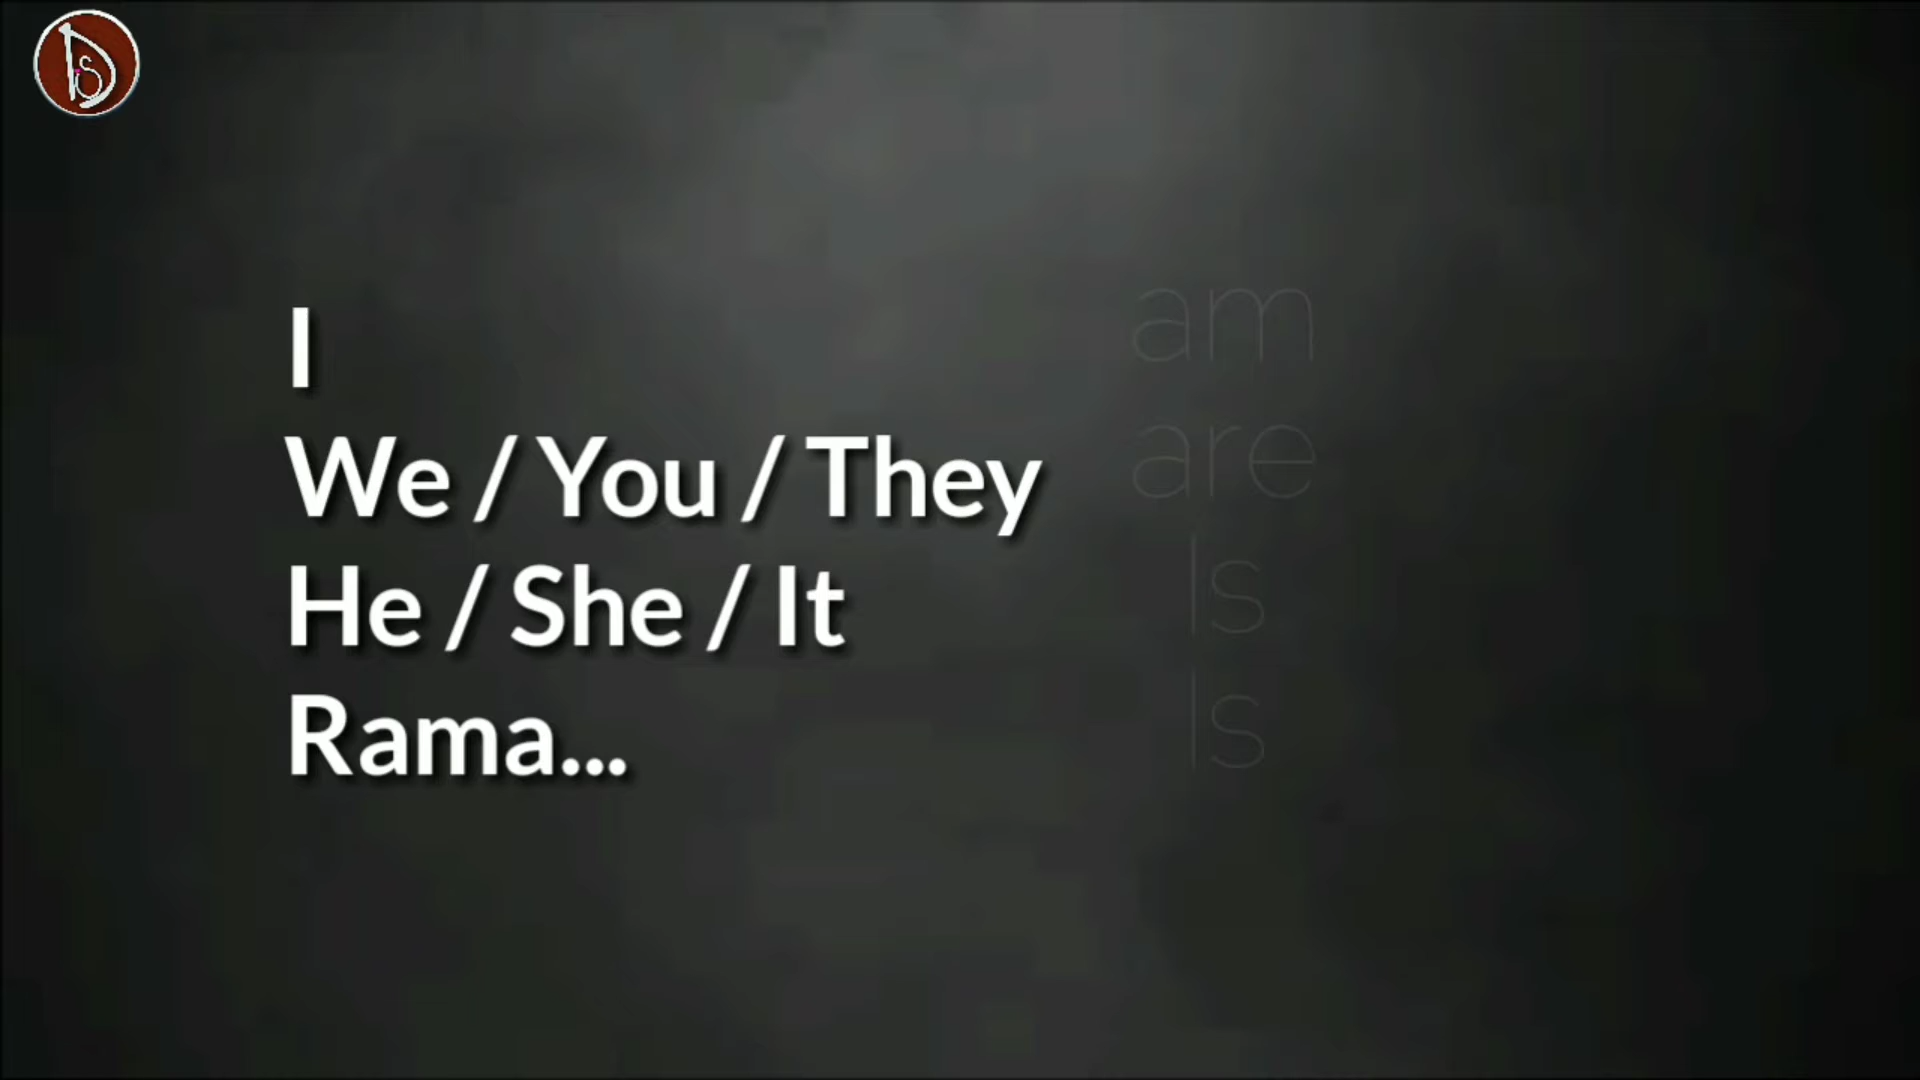 I
We / You / They
He / She / It
Rama...
am
are
Is
Is